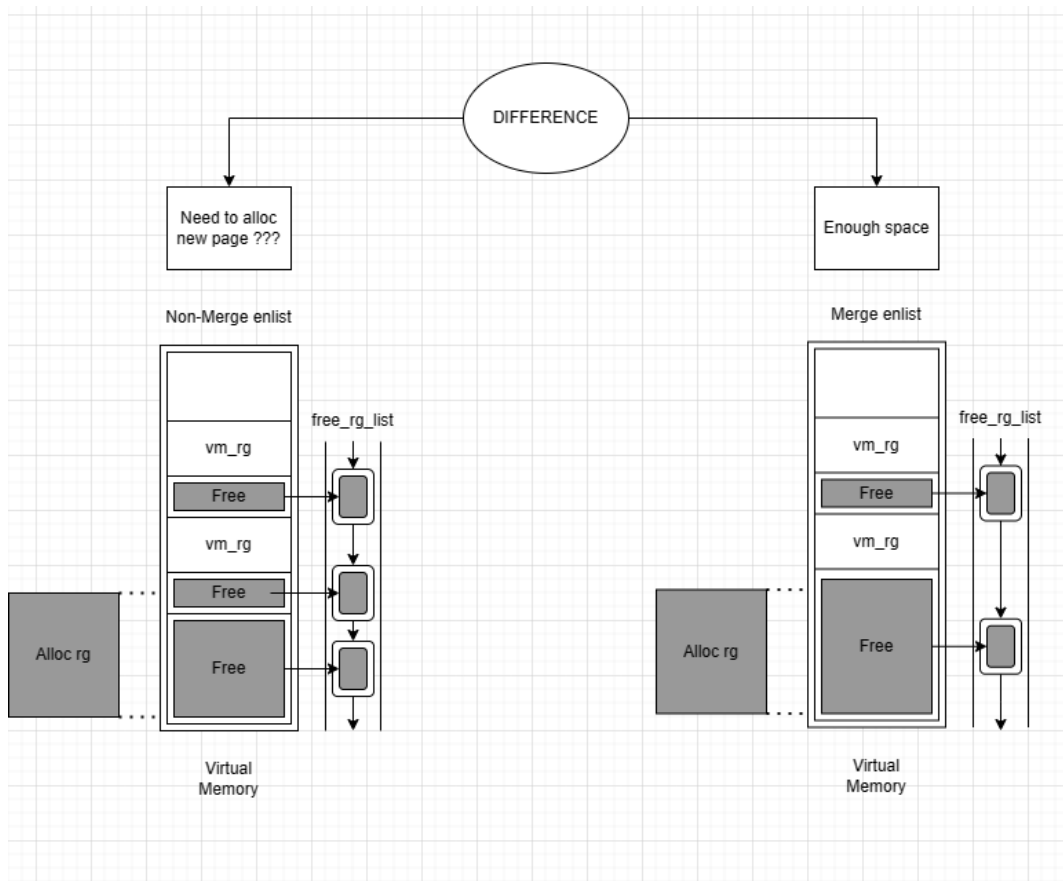 DIFFERENCE
Need to alloc
new page ???
Enough space
Non-Merge enlist
Merge enlist
free_rg_list
vm_rg
Free
vm_rg
Free
Free
Alloc rg
Virtual
Memory
free_rg_list
vm_rg
Free
vm_rg
Free
Alloc rg
Virtual
Memory